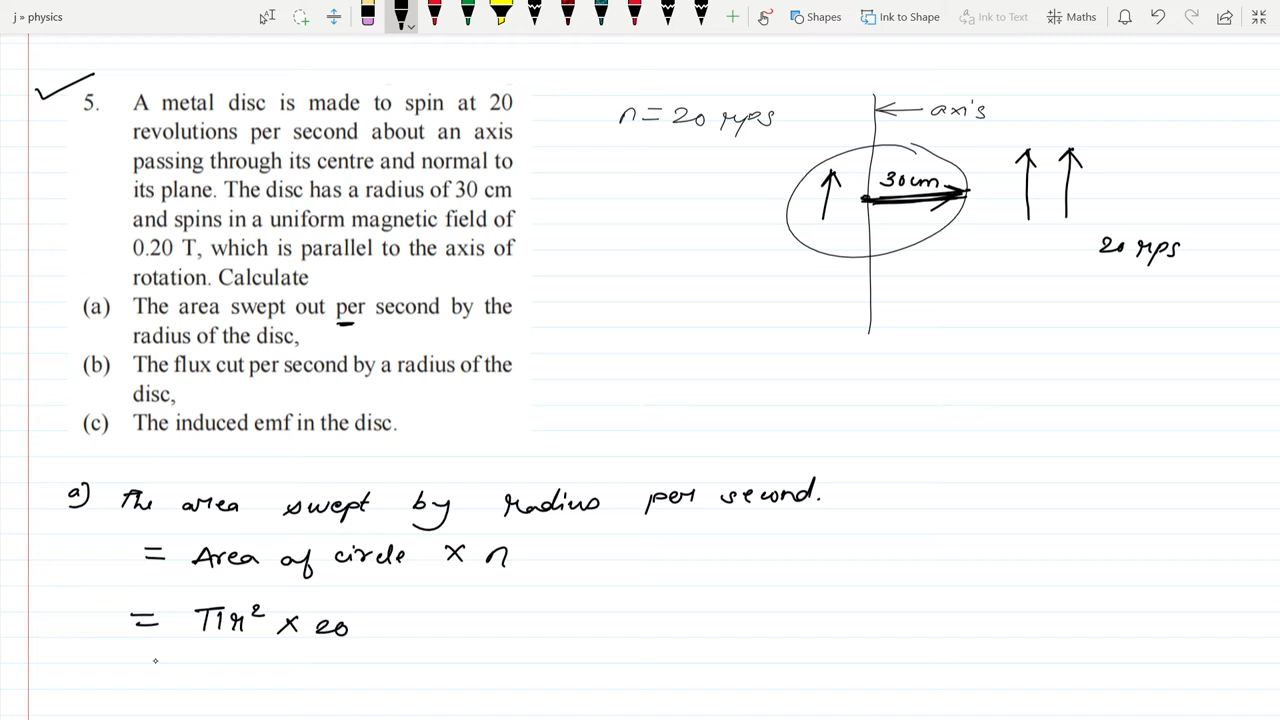 j » physics
Shapes
Ink to Shape
Ink to Text
Maths
5. A metal disc is made to spin at 20
revolutions per second about an axis
passing through its centre and normal to
its plane. The disc has a radius of 30 cm
and spins in a uniform magnetic field of
0.20 T, which is parallel to the axis of
rotation. Calculate
(a) The area swept out per second by the
radius of the disc,
(b) The flux cut per second by a radius of the
disc,
(c) The induced emf in the disc.
n = 20 rps
axis
30 cm
20 rps
a) The area swept by radius per second.
= Area of circle × n
= πr² × 20